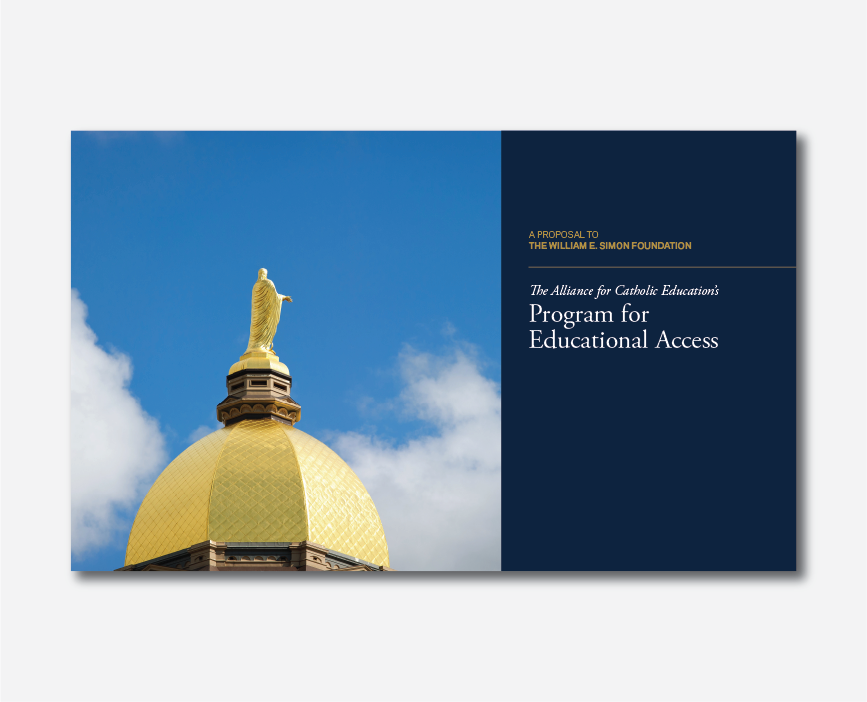 A PROPOSAL TO
THE WILLIAM E. SIMON FOUNDATION
The Alliance for Catholic Education's
Program for
Educational Access